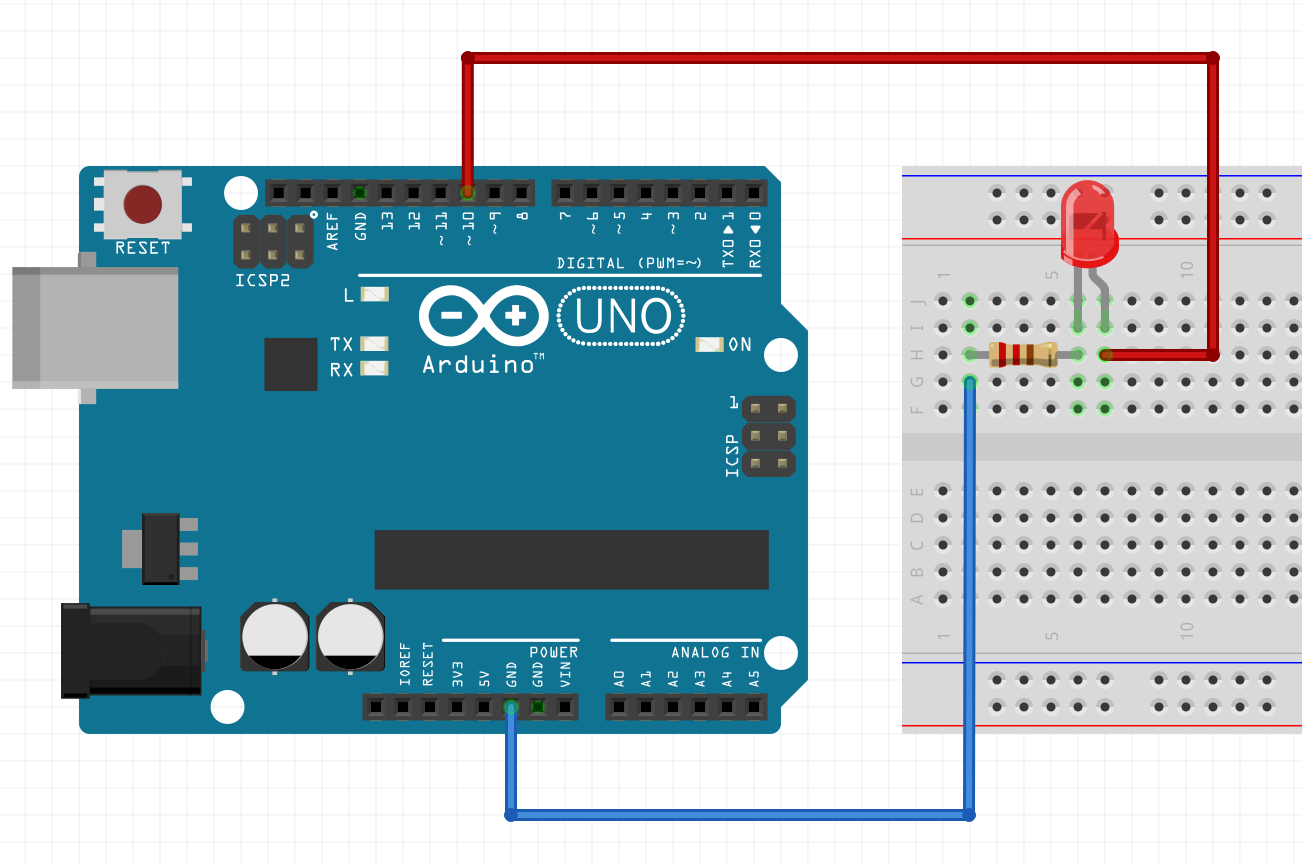 RESET
ICSP2
AREF
GND
13
12
~11
~10
~9
8
7
~6
~5
4
~3
2
TX0▶1
RX0◀0
DIGITAL (PWM=~)
L
TX
RX
UNO
Arduino™
ON
1
ICSP
IOREF
RESET
3V3
5V
GND
GND
VIN
POWER
ANALOG IN
A0
A1
A2
A3
A4
A5
1
5
10
J
I
H
G
F
E
D
C
B
A
1
5
10